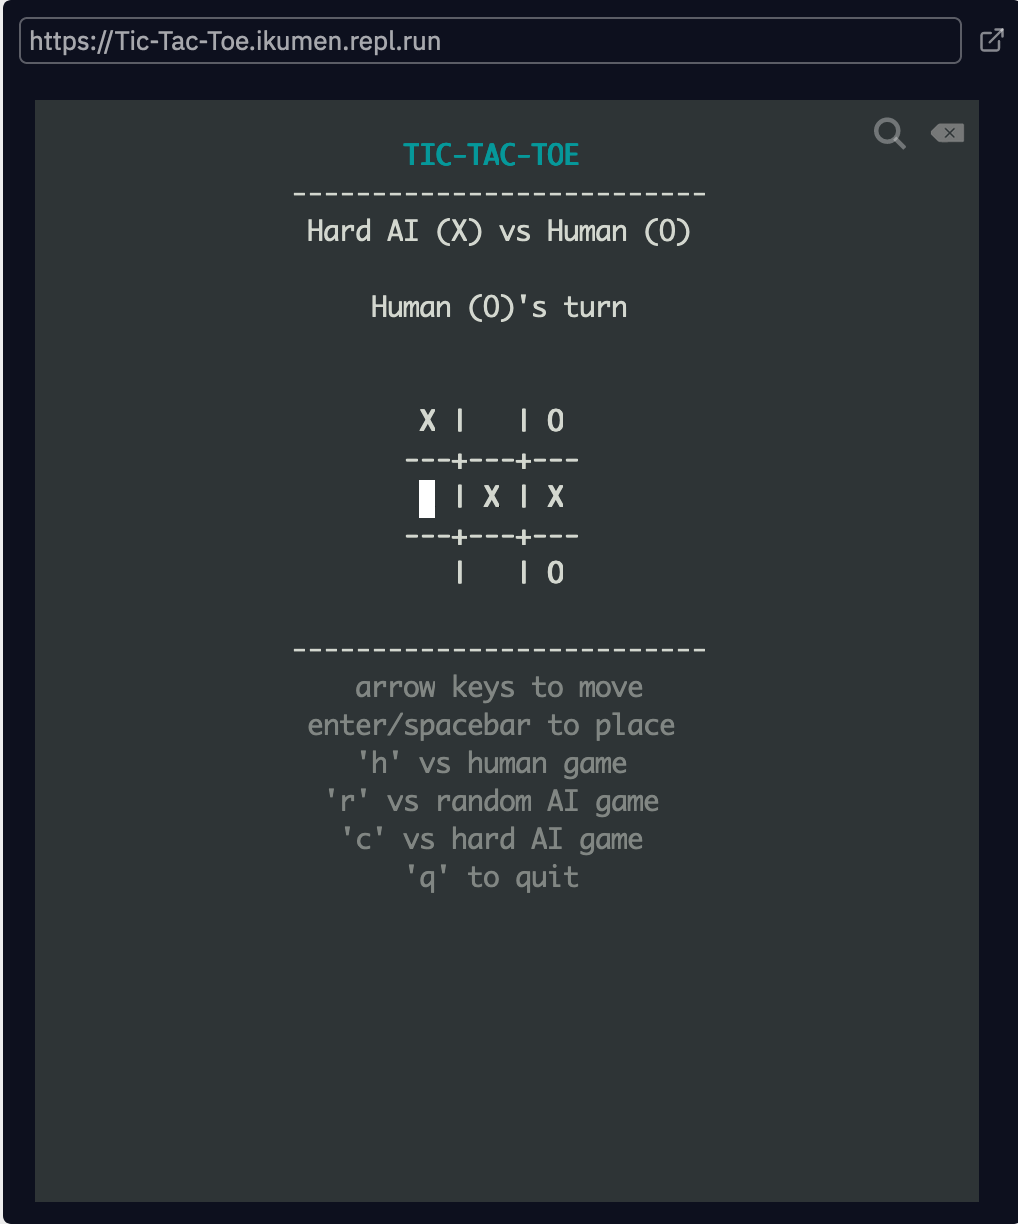 https://Tic-Tac-Toe.ikumen.repl.run
TIC-TAC-TOE
--------------------------
Hard AI (X) vs Human (O)
Human (O)'s turn
X |   | O
---+---+---
  | X | X
---+---+---
  |   | O
--------------------------
arrow keys to move
enter/spacebar to place
'h' vs human game
'r' vs random AI game
'c' vs hard AI game
'q' to quit